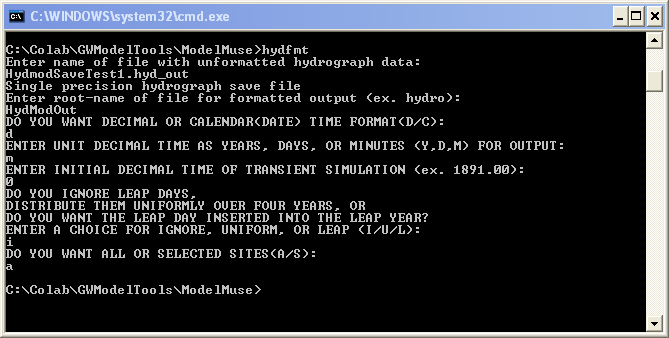 C:\WINDOWS\system32\cmd.exe
C:\Colab\GWModelTools\ModelMuse>hydfmt
Enter name of file with unformatted hydrograph data:
HydmodSaveTest1.hyd_out
Single precision hydrograph save file
Enter root-name of file for formatted output (ex. hydro):
HydModOut
DO YOU WANT DECIMAL OR CALENDAR(DATE) TIME FORMAT(D/C):
d
ENTER UNIT DECIMAL TIME AS YEARS, DAYS, OR MINUTES (Y,D,M) FOR OUTPUT:
m
ENTER INITIAL DECIMAL TIME OF TRANSIENT SIMULATION (ex. 1891.00):
0
DO YOU IGNORE LEAP DAYS,
DISTRIBUTE THEM UNIFORMLY OVER FOUR YEARS, OR
DO YOU WANT THE LEAP DAY INSERTED INTO THE LEAP YEAR?
ENTER A CHOICE FOR IGNORE, UNIFORM, OR LEAP (I/U/L):
i
DO YOU WANT ALL OR SELECTED SITES(A/S):
a
C:\Colab\GWModelTools\ModelMuse>